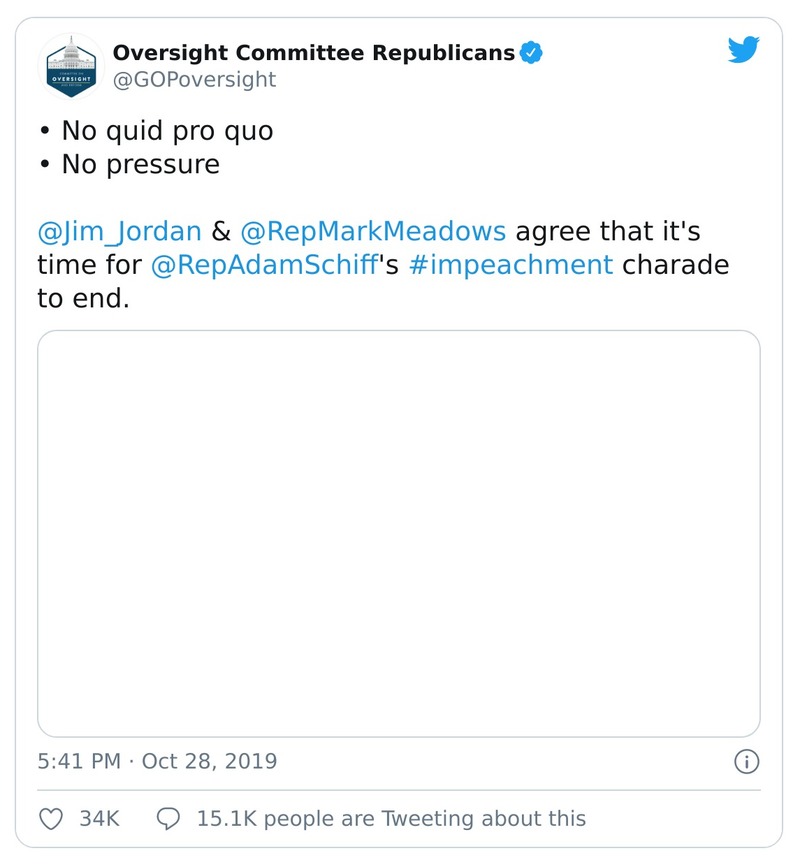 Oversight Committee Republicans
@GOPoversight
OVERSIGHT
• No quid pro quo
• No pressure
@Jim_Jordan & @RepMarkMeadows agree that it's
time for @RepAdamSchiff's #impeachment charade
to end.
5:41 PM · Oct 28, 2019
34K 15.1K people are Tweeting about this